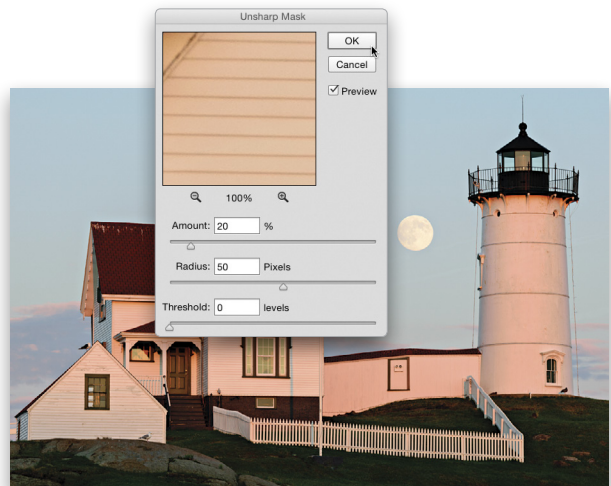 Unsharp Mask
OK
Cancel
Preview
100%
Amount: 20 %
Radius: 50 Pixels
Threshold: 0 levels